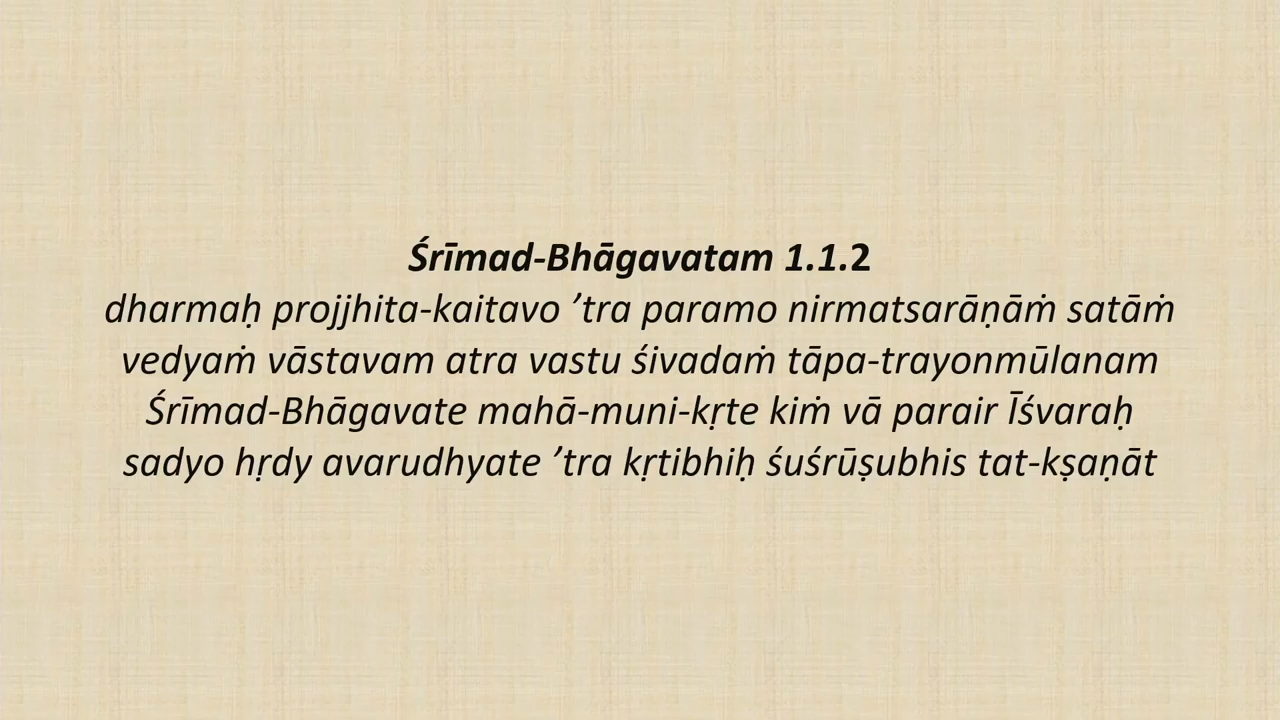 Śrīmad-Bhāgavatam 1.1.2
dharmaḥ projjhita-kaitavo ’tra paramo nirmatsarāṇāṁ satāṁ
vedyaṁ vāstavam atra vastu śivadaṁ tāpa-trayonmūlanam
Śrīmad-Bhāgavate mahā-muni-kṛte kiṁ vā parair Īśvaraḥ
sadyo hṛdy avarudhyate ’tra kṛtibhiḥ śuśrūṣubhis tat-kṣaṇāt